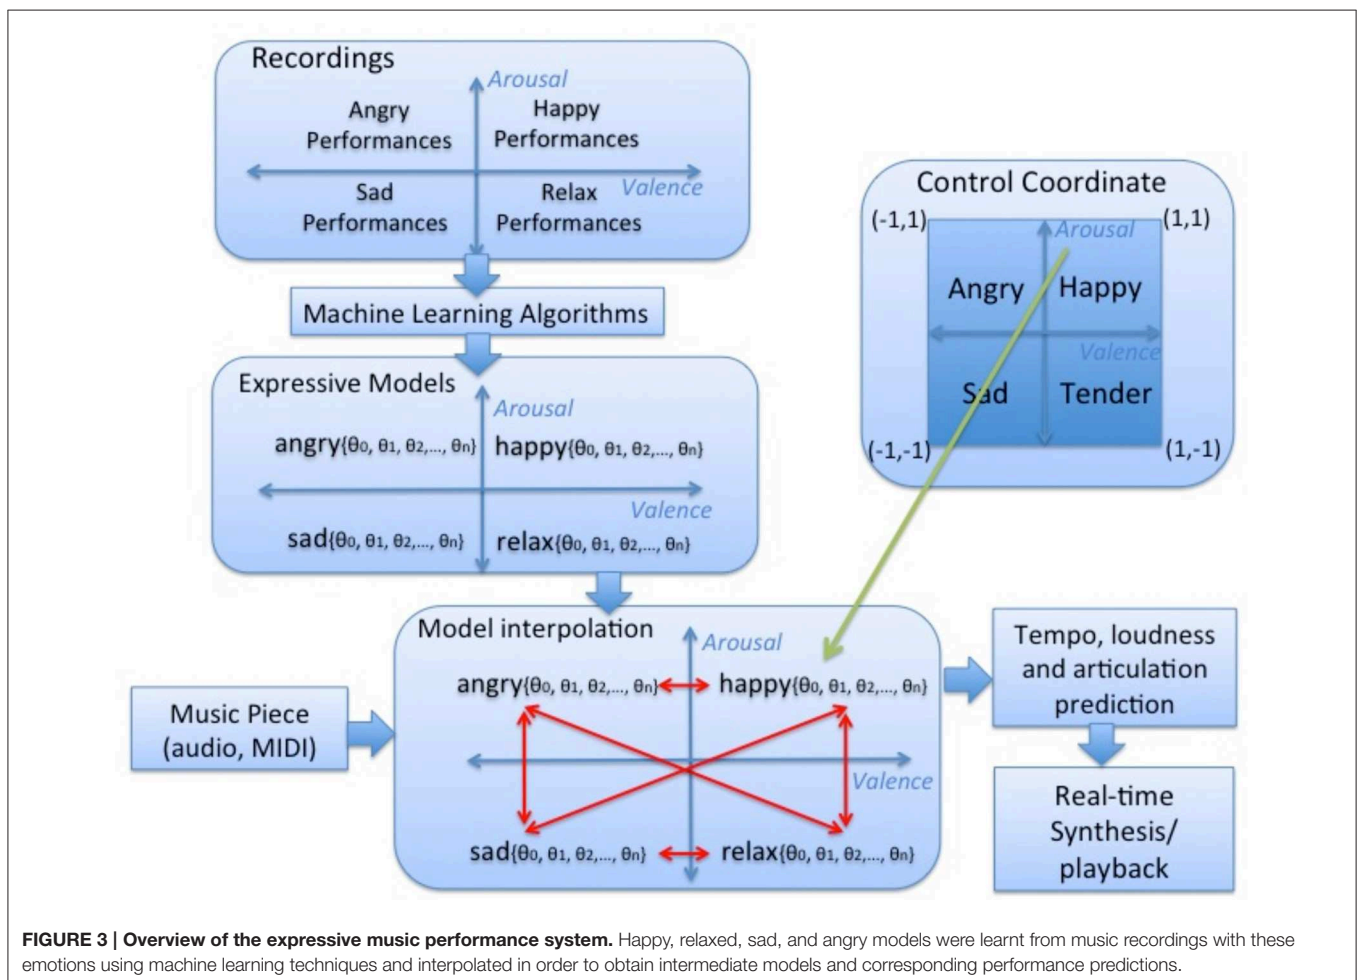 Recordings
Arousal
Angry
Performances
Happy
Performances
Valence
Sad
Performances
Relax
Performances
Machine Learning Algorithms
Expressive Models
Arousal
angry{θ0, θ1, θ2,..., θn}
happy{θ0, θ1, θ2,..., θn}
Valence
sad{θ0, θ1, θ2,..., θn}
relax{θ0, θ1, θ2,..., θn}
Control Coordinate
(-1,1)
(1,1)
Arousal
Angry
Happy
Valence
Sad
Tender
(-1,-1)
(1,-1)
Music Piece
(audio, MIDI)
Model interpolation
Arousal
angry{θ0, θ1, θ2,..., θn}
happy{θ0, θ1, θ2,..., θn}
Valence
sad{θ0, θ1, θ2,..., θn}
relax{θ0, θ1, θ2,..., θn}
Tempo, loudness
and articulation
prediction
Real-time
Synthesis/
playback
FIGURE 3 | Overview of the expressive music performance system. Happy, relaxed, sad, and angry models were learnt from music recordings with these
emotions using machine learning techniques and interpolated in order to obtain intermediate models and corresponding performance predictions.